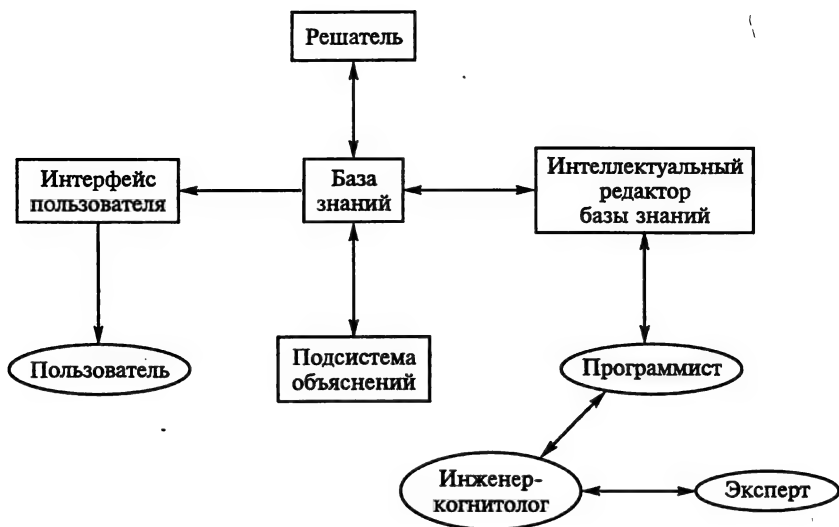 Решатель
Интерфейс
пользователя
База
знаний
Интеллектуальный
редактор
базы знаний
Пользователь
Подсистема
объяснений
Программист
Инженер-
когнитолог
Эксперт